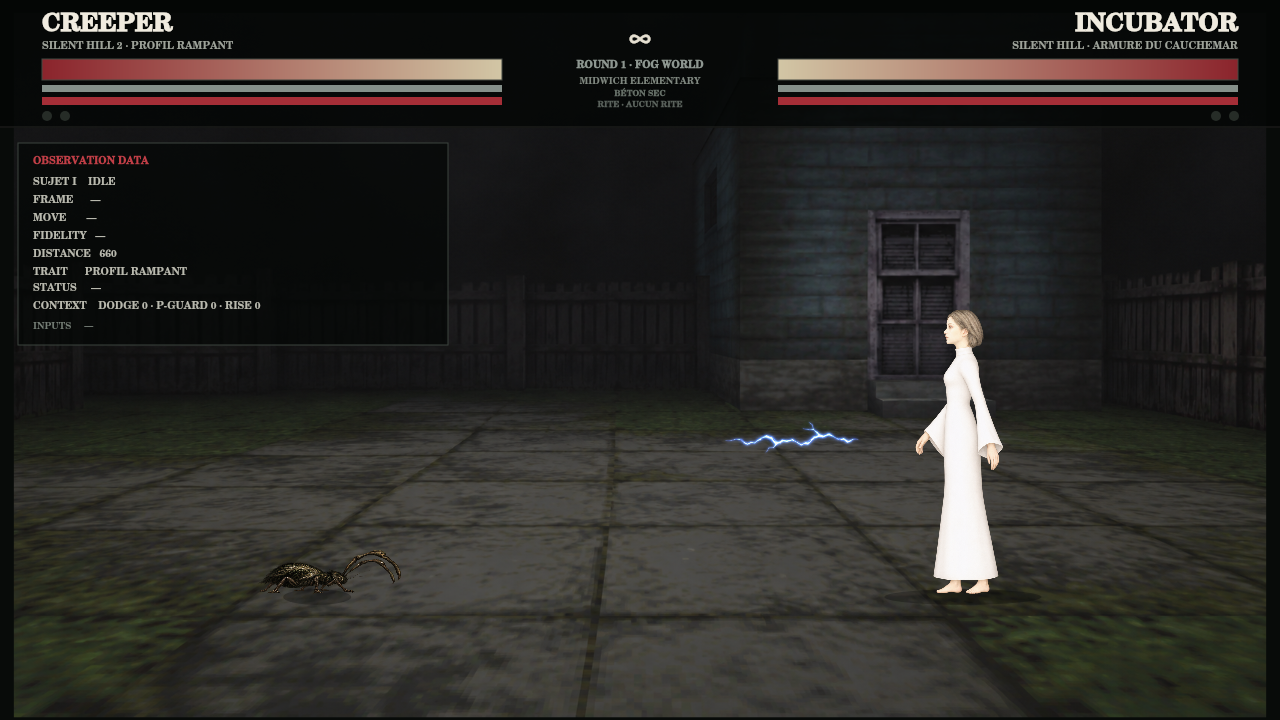 CREEPER
SILENT HILL 2 · PROFIL RAMPANT
∞
ROUND 1 · FOG WORLD
MIDWICH ELEMENTARY
BÉTON SEC
RITE · AUCUN RITE
INCUBATOR
SILENT HILL · ARMURE DU CAUCHEMAR
OBSERVATION DATA
SUJET I IDLE
FRAME —
MOVE —
FIDELITY —
DISTANCE 660
TRAIT PROFIL RAMPANT
STATUS —
CONTEXT DODGE 0 · P-GUARD 0 · RISE 0
INPUTS —